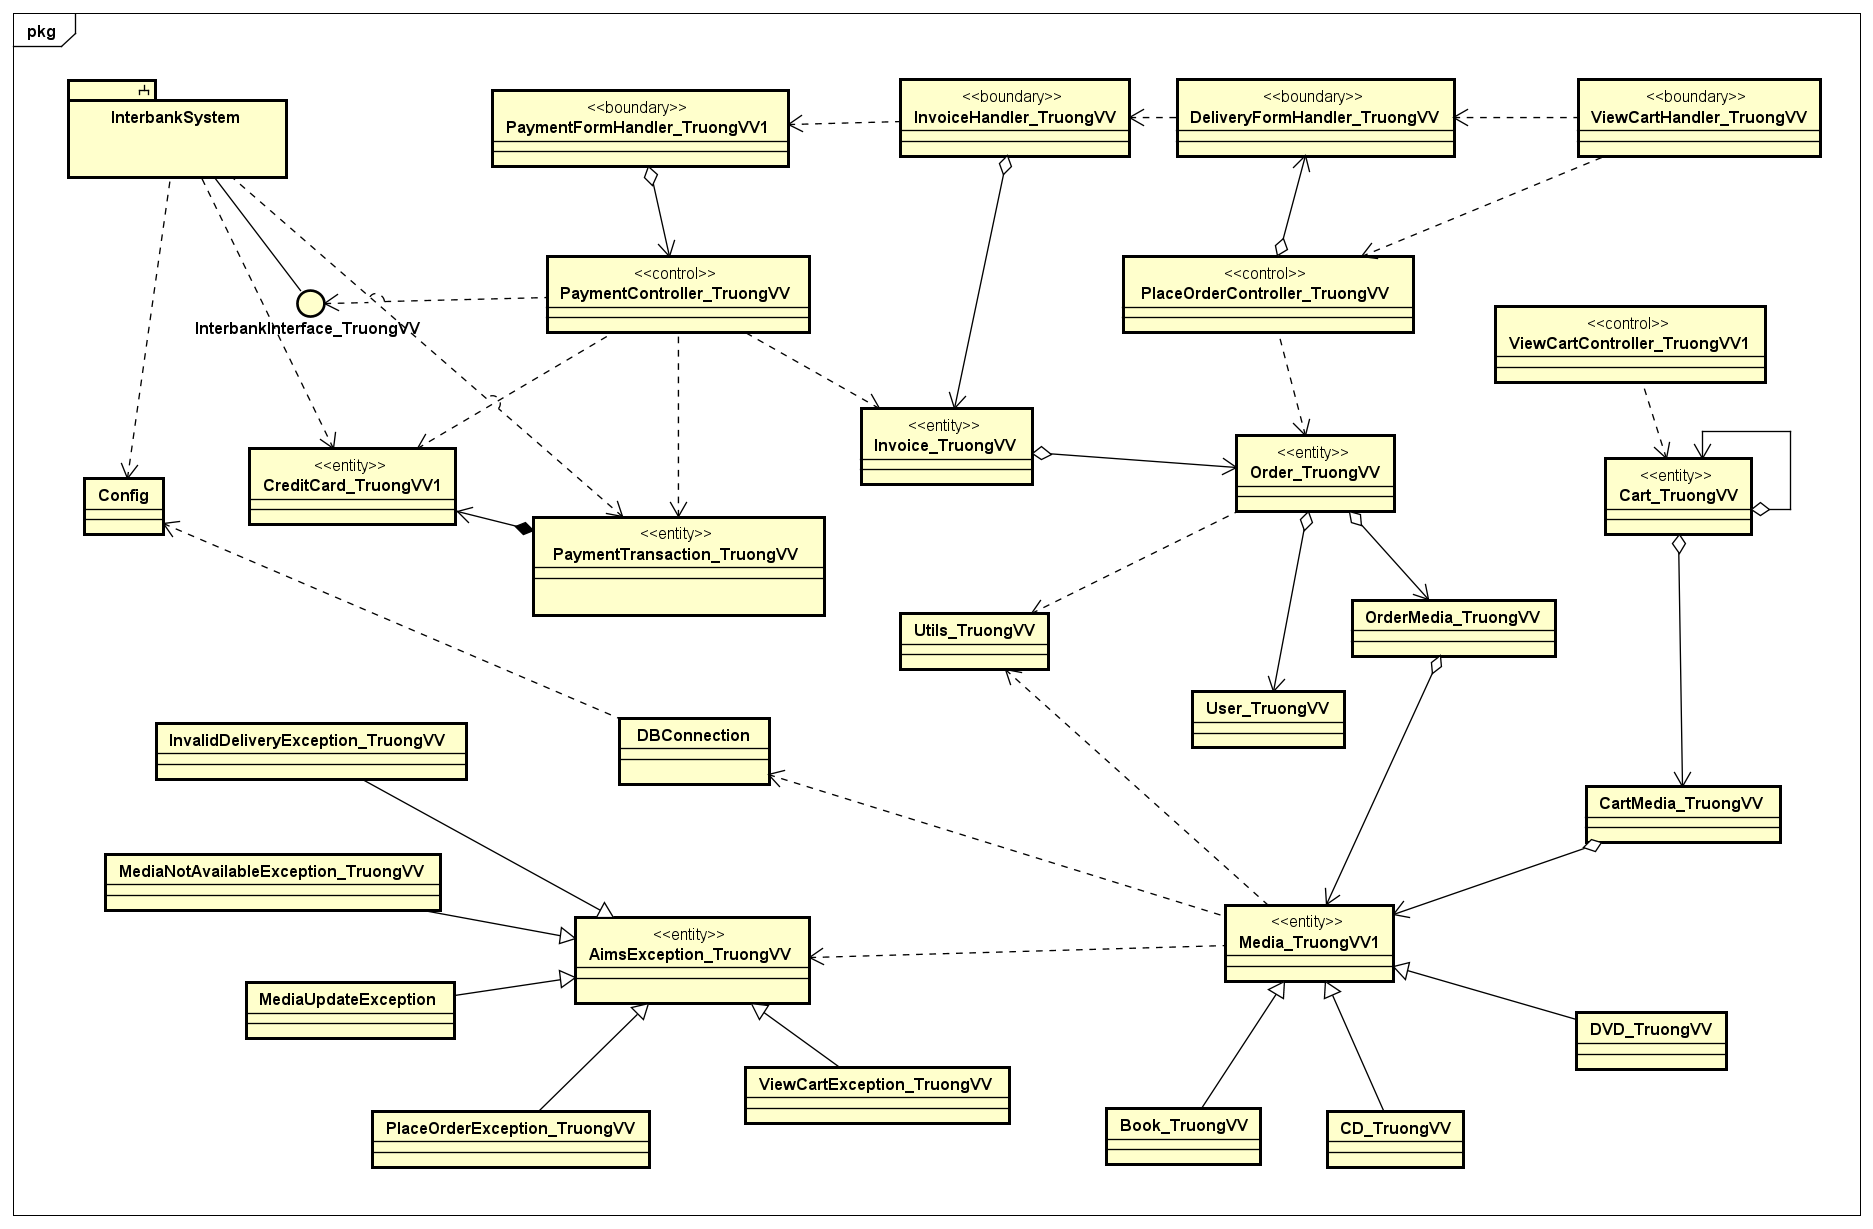 pkg
InterbankSystem
<<boundary>>
PaymentFormHandler_TruongVV1
<<boundary>>
InvoiceHandler_TruongVV
<<boundary>>
DeliveryFormHandler_TruongVV
<<boundary>>
ViewCartHandler_TruongVV
<<control>>
PaymentController_TruongVV
<<control>>
PlaceOrderController_TruongVV
InterbankInterface_TruongVV
<<control>>
ViewCartController_TruongVV1
<<entity>>
Invoice_TruongVV
<<entity>>
Order_TruongVV
<<entity>>
CreditCard_TruongVV1
<<entity>>
Cart_TruongVV
Config
<<entity>>
PaymentTransaction_TruongVV
Utils_TruongVV
OrderMedia_TruongVV
User_TruongVV
InvalidDeliveryException_TruongVV
DBConnection
CartMedia_TruongVV
MediaNotAvailableException_TruongVV
<<entity>>
AimsException_TruongVV
<<entity>>
Media_TruongVV1
MediaUpdateException
DVD_TruongVV
ViewCartException_TruongVV
PlaceOrderException_TruongVV
Book_TruongVV
CD_TruongVV